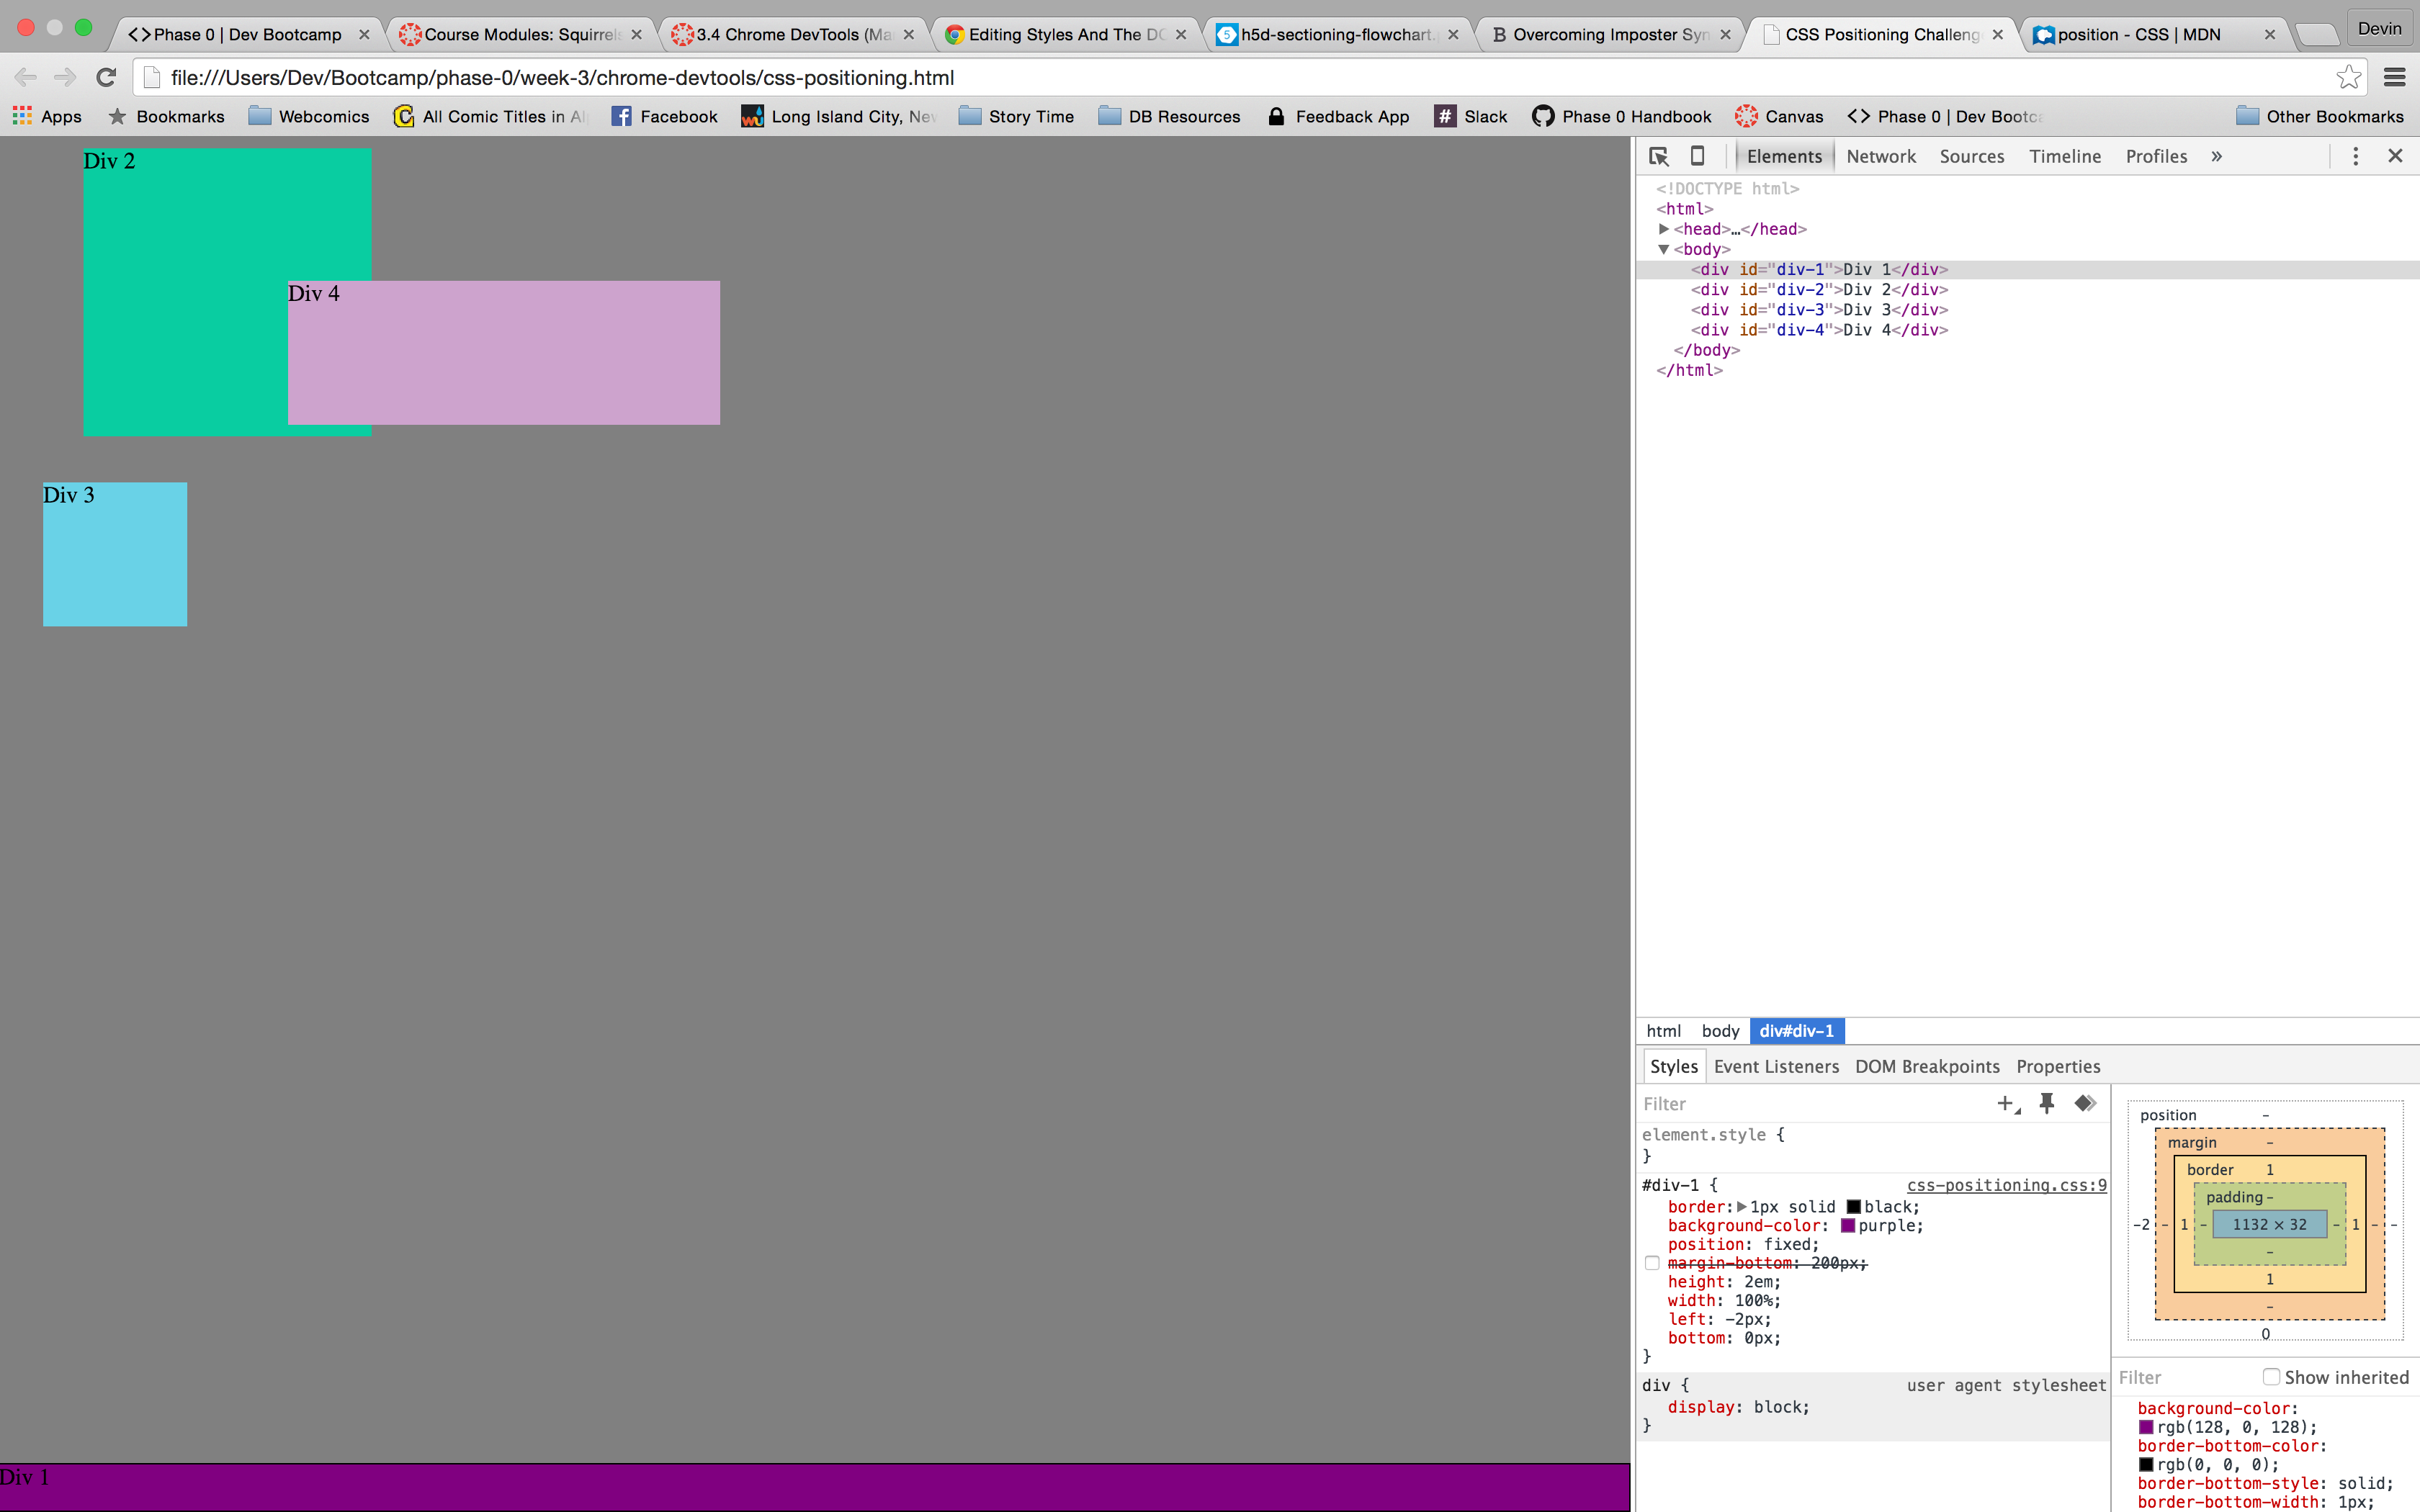 <> Phase 0 | Dev Bootcamp
Course Modules: Squirrels
3.4 Chrome DevTools (Ma
Editing Styles And The DO
h5d-sectioning-flowchart.
Overcoming Imposter Syn
CSS Positioning Challeng
position - CSS | MDN
Devin
file:///Users/Dev/Bootcamp/phase-0/week-3/chrome-devtools/css-positioning.html
Apps
Bookmarks
Webcomics
All Comic Titles in Al
Facebook
Long Island City, New
Story Time
DB Resources
Feedback App
Slack
Phase 0 Handbook
Canvas
<> Phase 0 | Dev Bootca
Other Bookmarks
Div 2
Div 4
Div 3
Div 1
Elements Network Sources Timeline Profiles »
<!DOCTYPE html>
<html>
<head>…</head>
<body>
<div id="div-1">Div 1</div>
<div id="div-2">Div 2</div>
<div id="div-3">Div 3</div>
<div id="div-4">Div 4</div>
</body>
</html>
html body div#div-1
Styles Event Listeners DOM Breakpoints Properties
Filter
element.style {
}
#div-1 { css-positioning.css:9
border: 1px solid black;
background-color: purple;
position: fixed;
margin-bottom: 200px;
height: 2em;
width: 100%;
left: -2px;
bottom: 0px;
}
div { user agent stylesheet
display: block;
}
position -
margin -
border 1
padding -
-2 - 1 - 1132 × 32 - 1 - -
-
1
-
0
Filter Show inherited
background-color:
rgb(128, 0, 128);
border-bottom-color:
rgb(0, 0, 0);
border-bottom-style: solid;
border-bottom-width: 1px;